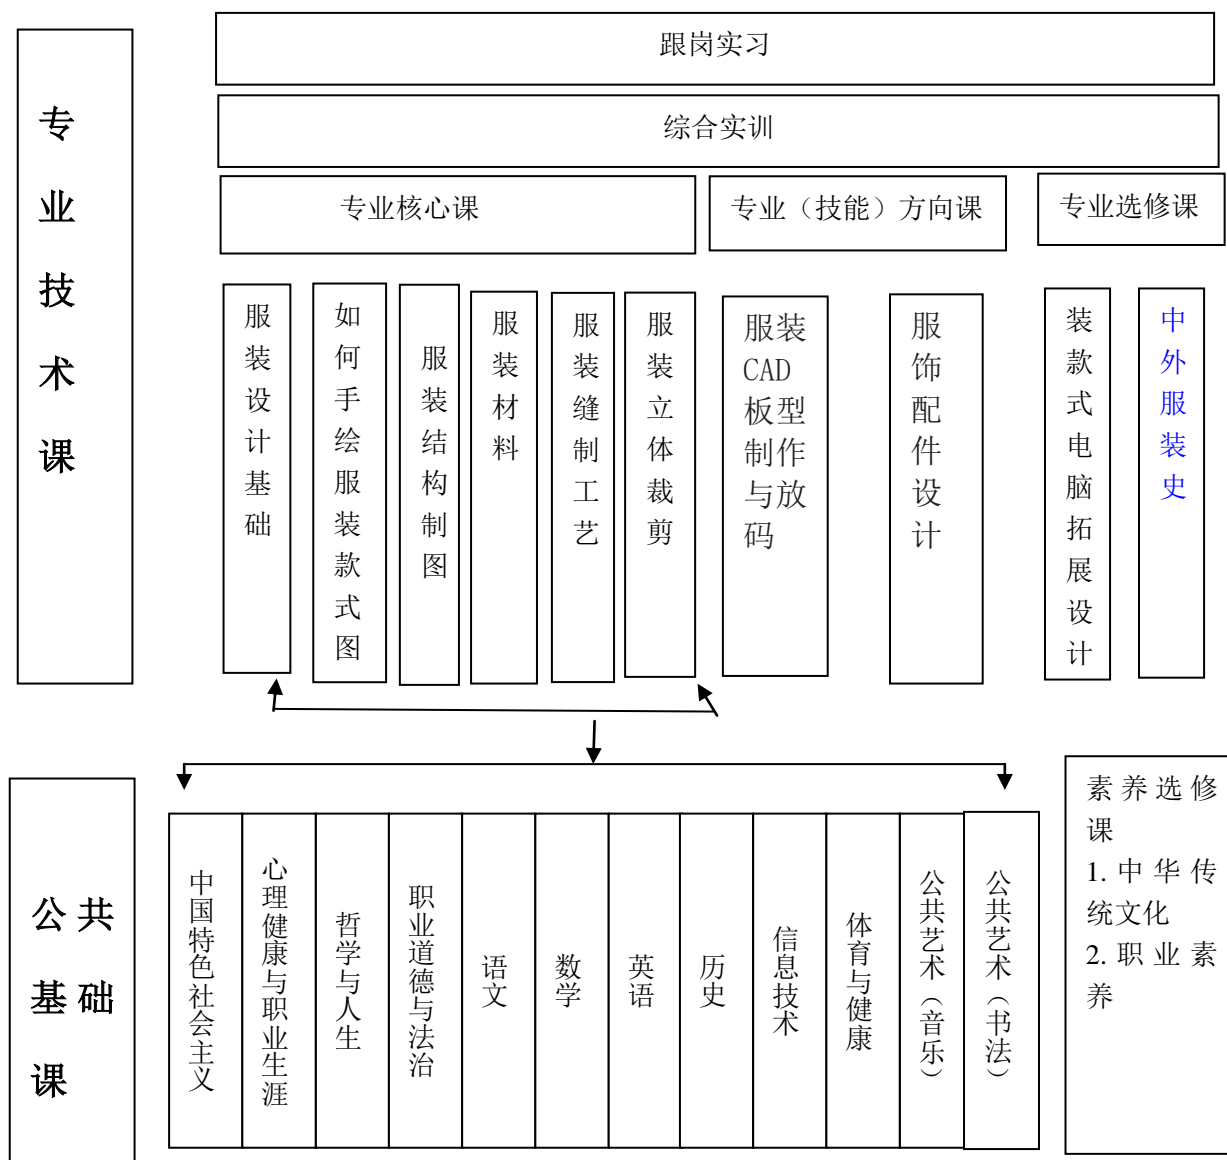 专业技术课
跟岗实习
综合实训
专业核心课
专业（技能）方向课
专业选修课
服装设计基础
如何手绘服装款式图
服装结构制图
服装材料
服装缝制工艺
服装立体裁剪
服装
CAD
板型
制作
与放
码
服饰配件设计
装款式电脑拓展设计
中外服装史
公共
基础
课
中国特色社会主义
心理健康与职业生涯
哲学与人生
职业道德与法治
语文
数学
英语
历史
信息技术
体育与健康
公共艺术（音乐）
公共艺术（书法）
素养选修
课
1.中华传
统文化
2.职业素
养